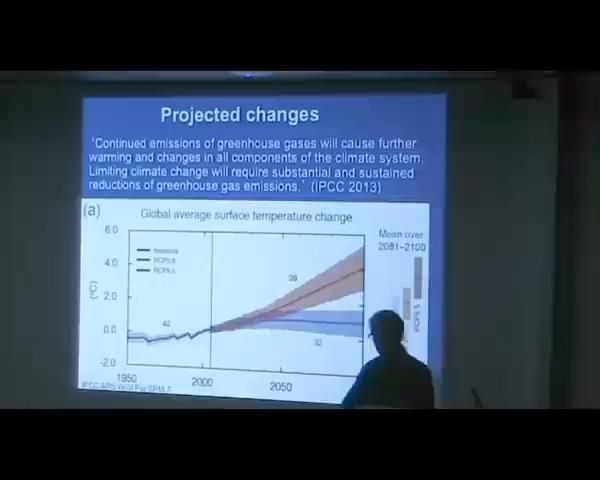 Projected changes
'Continued emissions of greenhouse gases will cause further
warming and changes in all components of the climate system.
Limiting climate change will require substantial and sustained
reductions of greenhouse gas emissions.' (IPCC 2013)
(a)
Global average surface temperature change
Mean over
2081–2100
6.0
4.0
2.0
0.0
-2.0
(°C)
historical
RCP2.6
RCP8.5
42
39
32
RCP8.5
1950
2000
2050
IPCC AR5 WGI Fig SPM.7